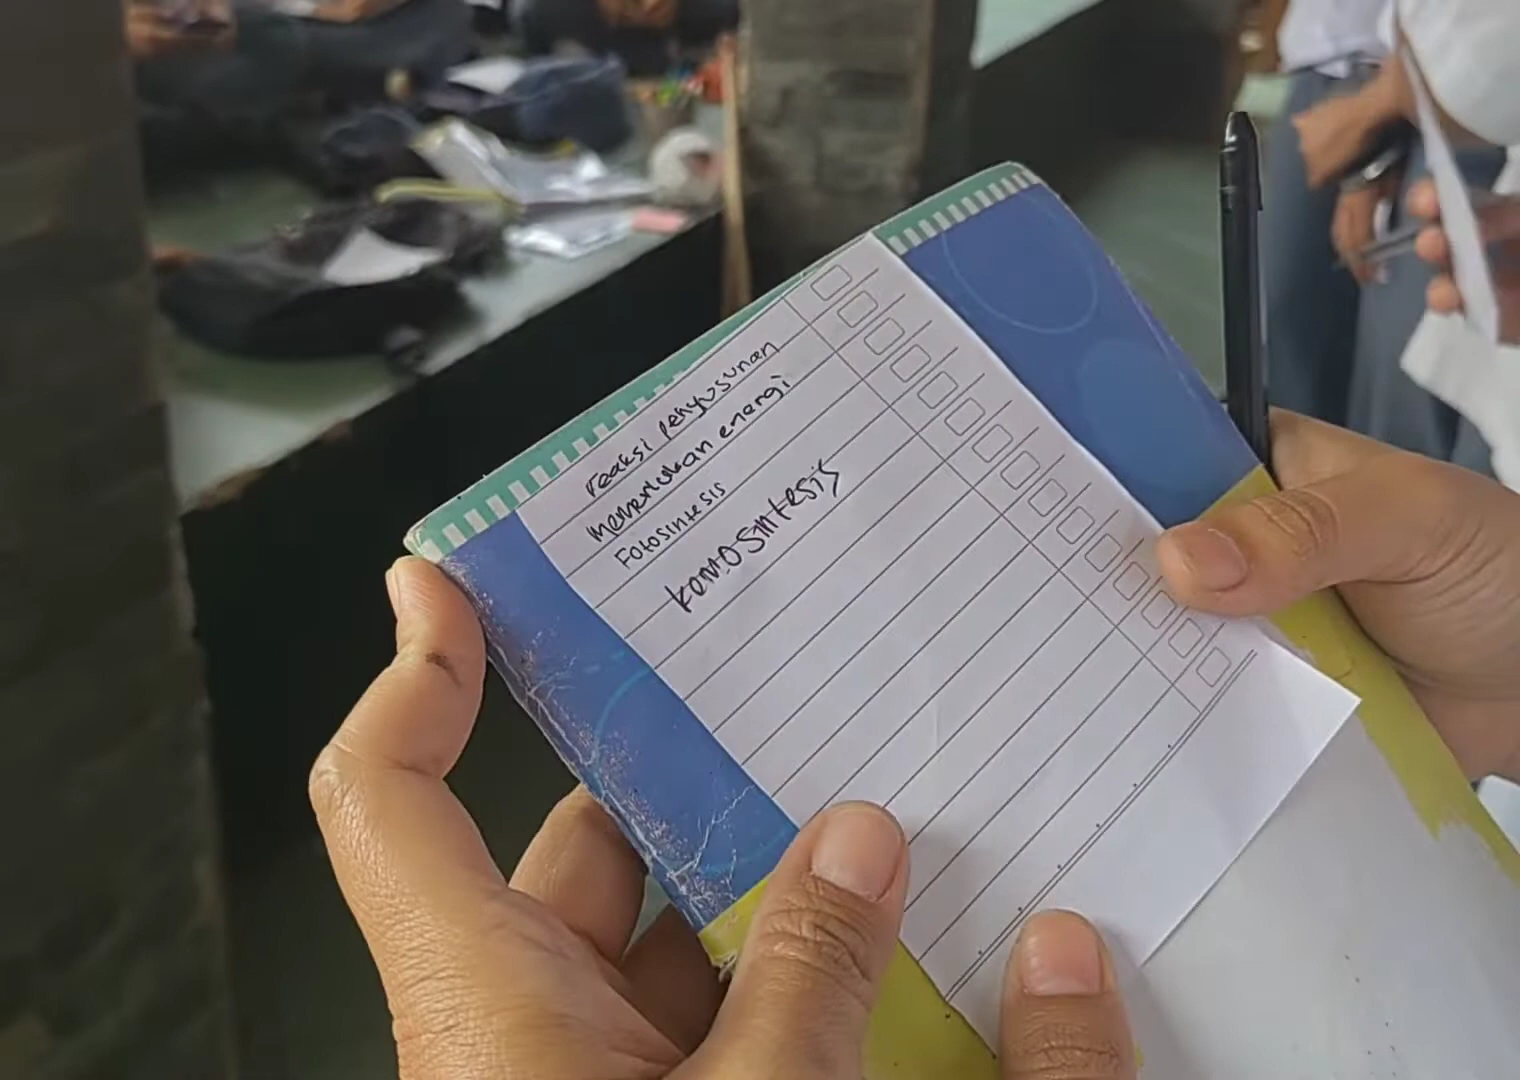 reaksi penyusunan
memerlukan energi
Fotosintesis
kemosintesis